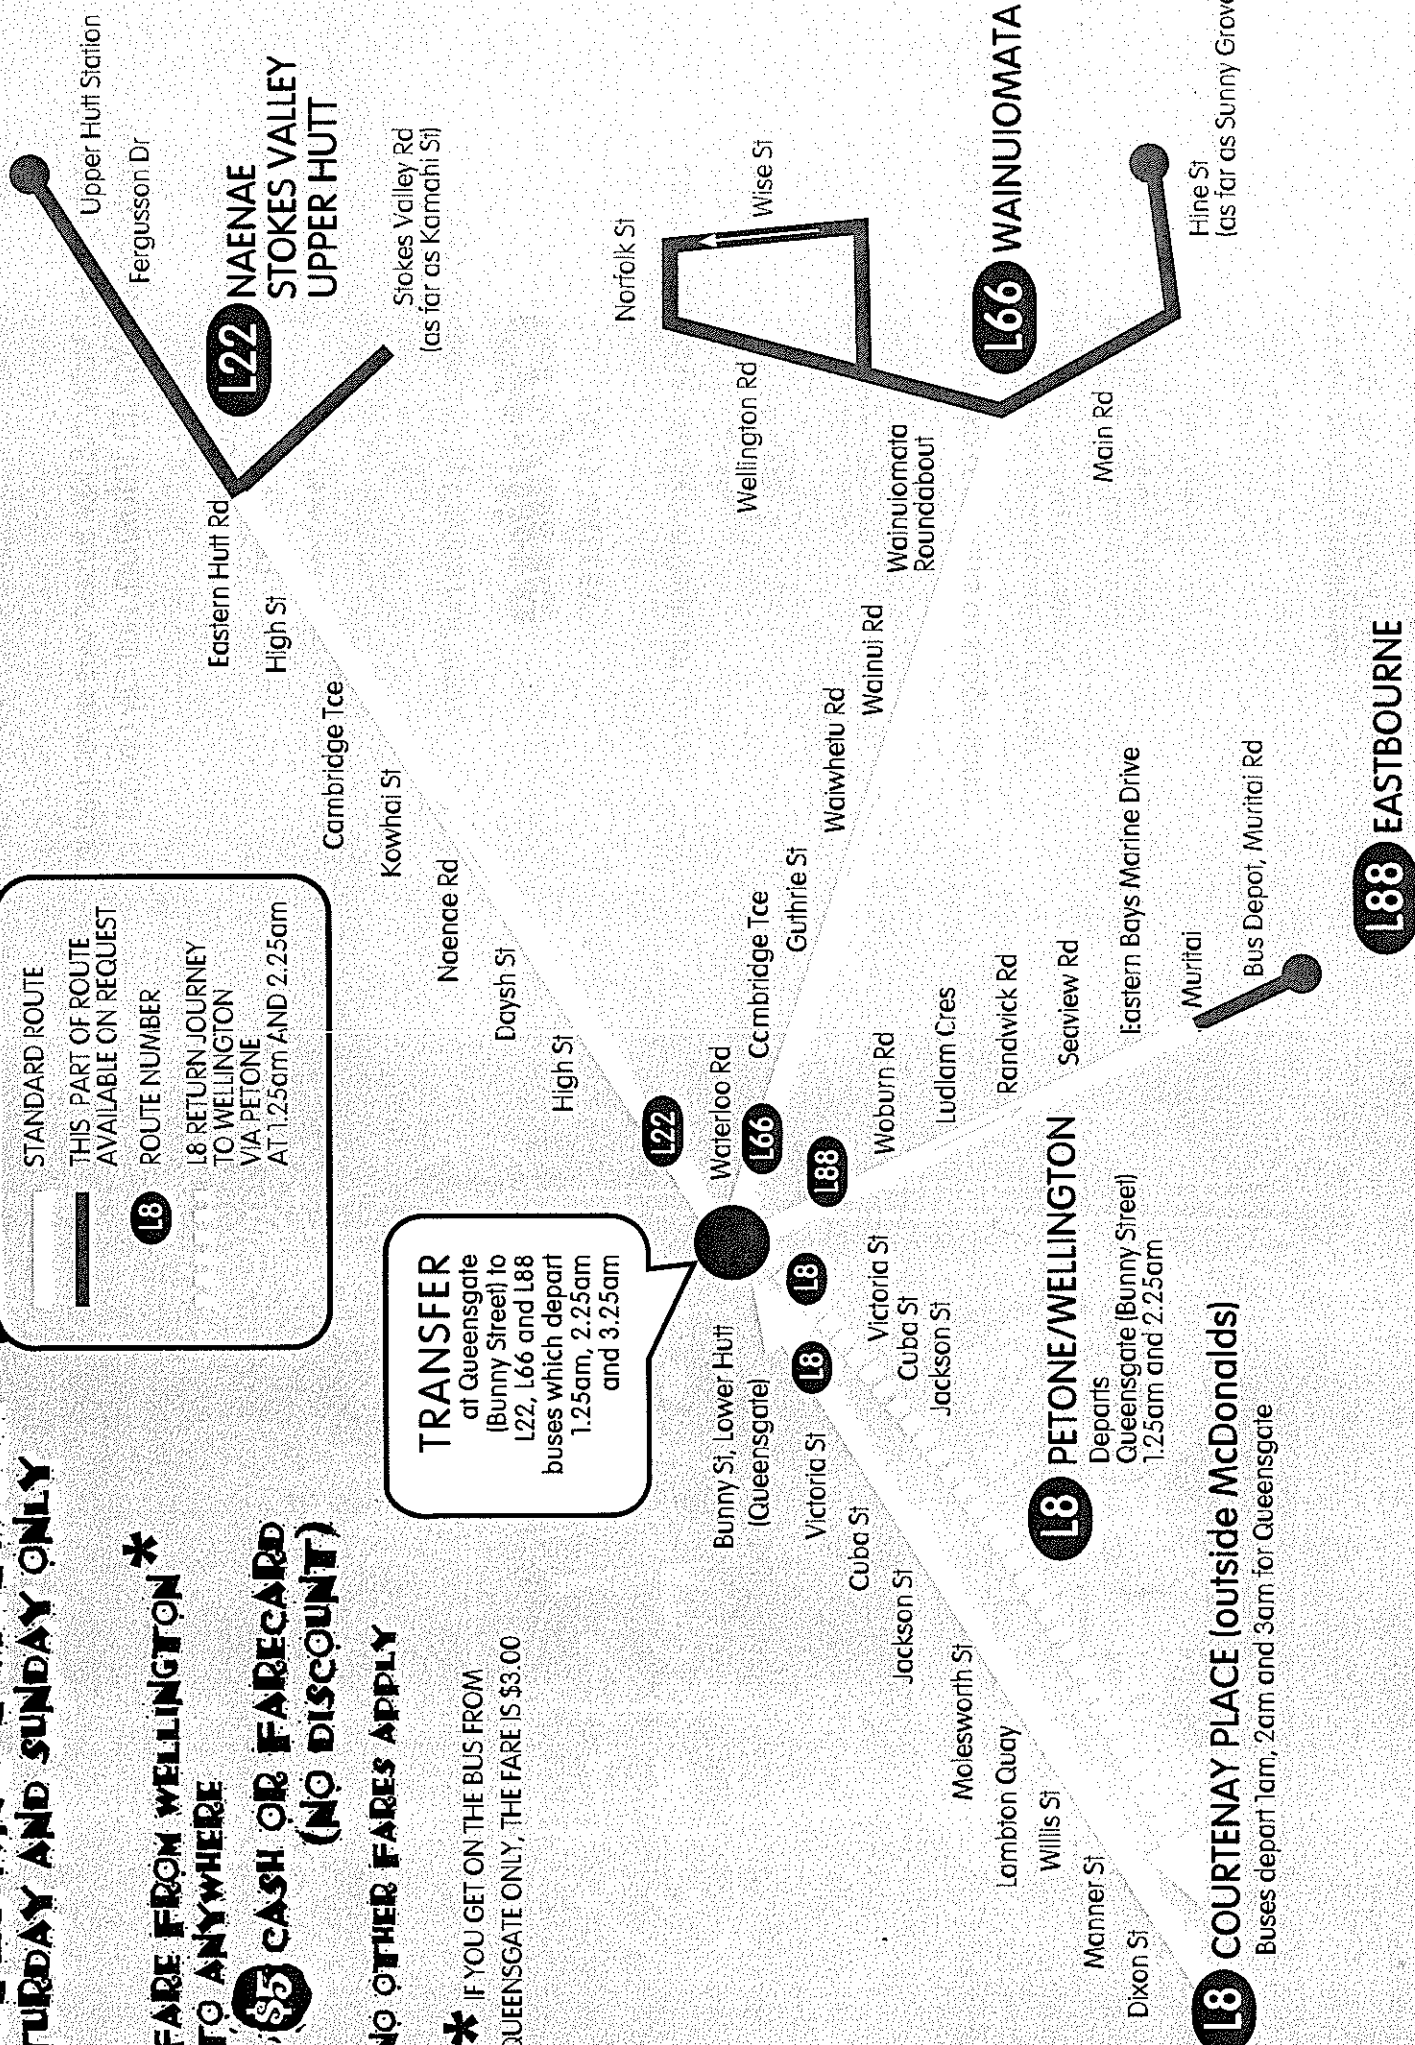 AND SUNDAY ONLY
FARE FROM WELLINGTON *
TO ANYWHERE
$5 CASH OR FARECARD
(NO DISCOUNT)
NO OTHER FARES APPLY
* IF YOU GET ON THE BUS FROM
QUEENSGATE ONLY, THE FARE IS $3.00
STANDARD ROUTE
THIS PART OF ROUTE
AVAILABLE ON REQUEST
L8 ROUTE NUMBER
L8 RETURN JOURNEY
TO WELLINGTON
VIA PETONE
AT 1.25am AND 2.25am
TRANSFER
at Queensgate
(Bunny Street) to
L22, L66 and L88
buses which depart
1.25am, 2.25am
and 3.25am
Upper Hutt Station
Fergusson Dr
L22 NAENAE
STOKES VALLEY
UPPER HUTT
Stokes Valley Rd
(as far as Kamahi St)
Eastern Hutt Rd
High St
Cambridge Tce
Kowhai St
Naenae Rd
Daysh St
High St
L22
Waterloo Rd
L66
Cambridge Tce
Guthrie St
Waiwhetu Rd
Wainui Rd
Wainuiomata
Roundabout
Norfolk St
Wise St
Wellington Rd
L66 WAINUIOMATA
Main Rd
Hine St
(as far as Sunny Grove
L88
Woburn Rd
Ludlam Cres
Randwick Rd
Seaview Rd
Eastern Bays Marine Drive
Muritai
Bus Depot, Muritai Rd
L88 EASTBOURNE
Bunny St, Lower Hutt
(Queensgate)
L8
L8
Victoria St
Cuba St
Jackson St
Victoria St
Cuba St
Jackson St
Molesworth St
Lambton Quay
Willis St
Manner St
Dixon St
L8 PETONE/WELLINGTON
Departs
Queensgate (Bunny Street)
1.25am and 2.25am
L8 COURTENAY PLACE (outside McDonalds)
Buses depart 1am, 2am and 3am for Queensgate